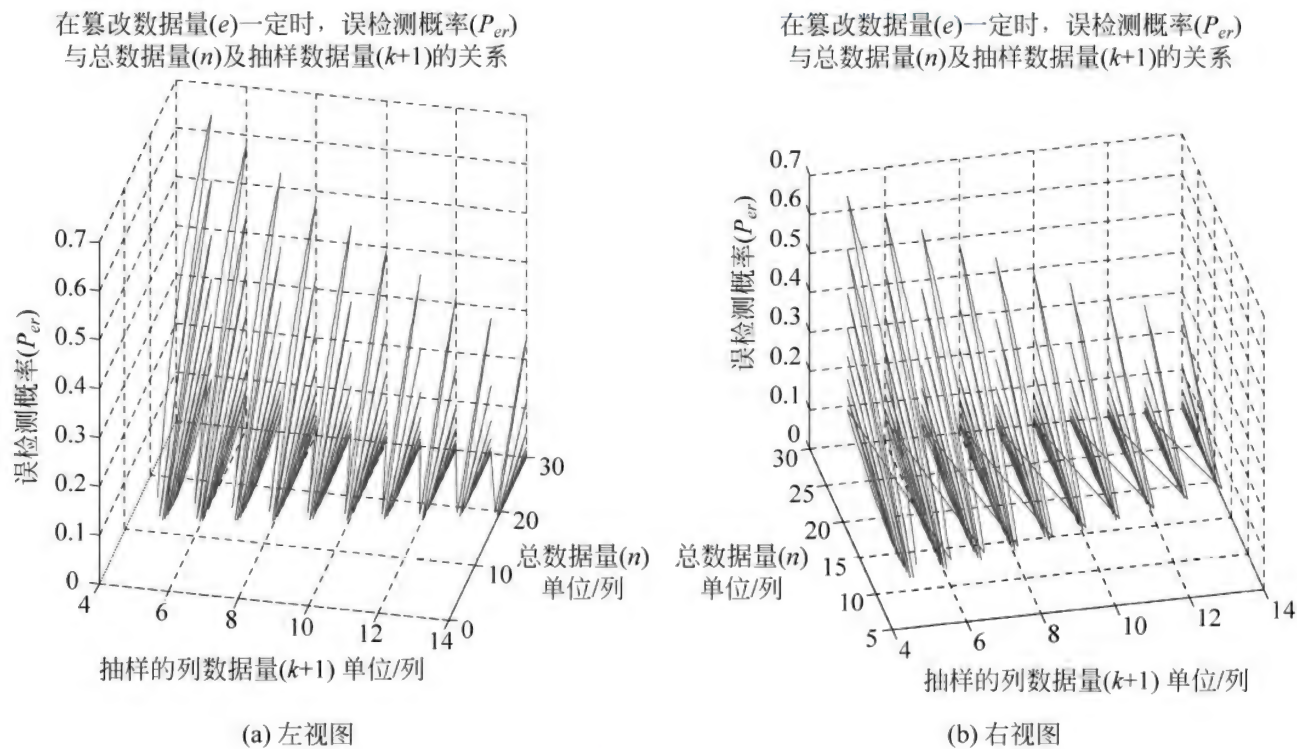 在篡改数据量(e)一定时，误检测概率(Per)
与总数据量(n)及抽样数据量(k+1)的关系
0.7
0.6
0.5
0.4
0.3
0.2
0.1
0
误检测概率(Per)
4
6
8
10
12
14
0
10
20
30
总数据量(n)
单位/列
抽样的列数据量(k+1) 单位/列
(a) 左视图
在篡改数据量(e)一定时，误检测概率(Per)
与总数据量(n)及抽样数据量(k+1)的关系
0.7
0.6
0.5
0.4
0.3
0.2
0.1
0
误检测概率(Per)
30
25
20
15
10
5
总数据量(n)
单位/列
4
6
8
10
12
14
抽样的列数据量(k+1) 单位/列
(b) 右视图